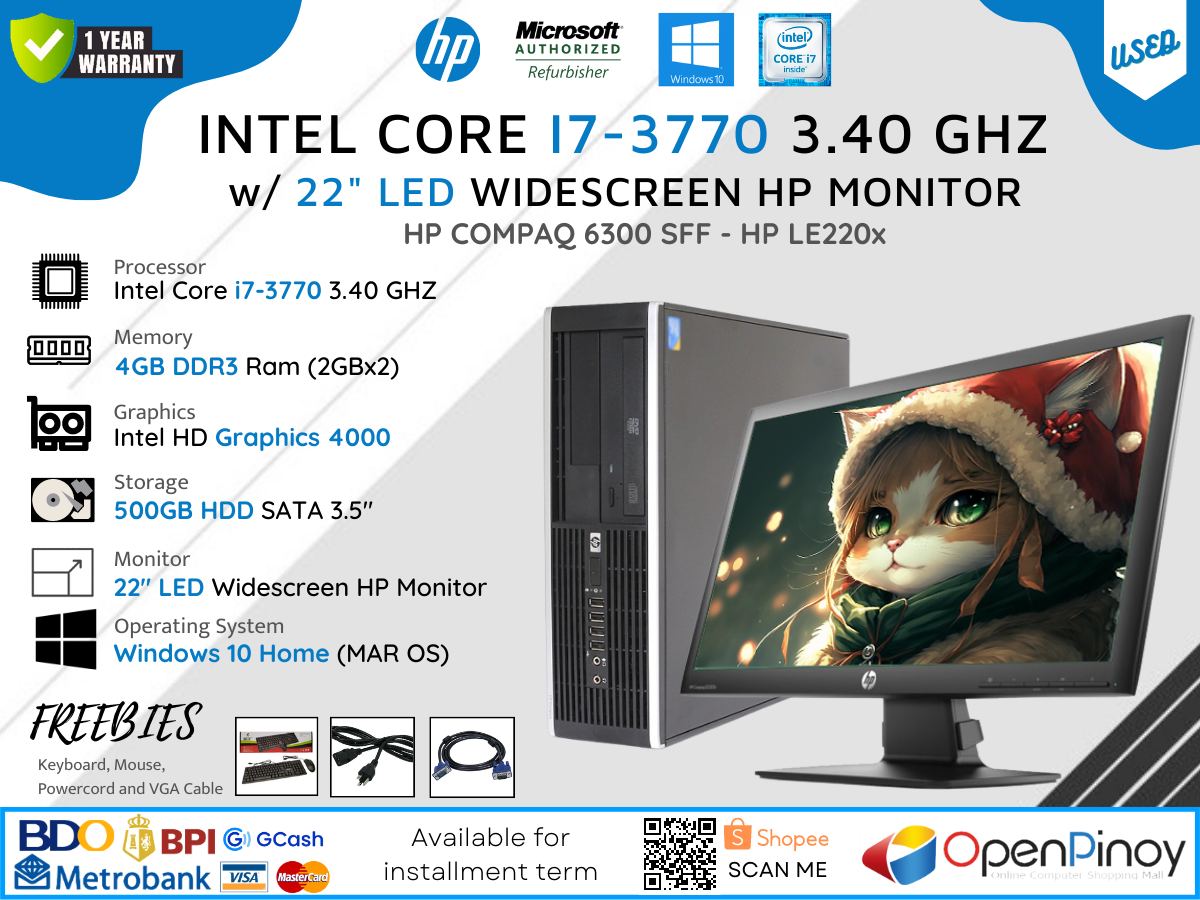 1 YEAR
WARRANTY
hp
Microsoft
AUTHORIZED
Refurbisher
Windows 10
intel
CORE i7
inside
USED
INTEL CORE I7-3770 3.40 GHZ
w/ 22" LED WIDESCREEN HP MONITOR
HP COMPAQ 6300 SFF - HP LE220x
Processor
Intel Core i7-3770 3.40 GHZ
Memory
4GB DDR3 Ram (2GBx2)
Graphics
Intel HD Graphics 4000
Storage
500GB HDD SATA 3.5"
Monitor
22" LED Widescreen HP Monitor
Operating System
Windows 10 Home (MAR OS)
hp
hp
FREEBIES
Keyboard, Mouse,
Powercord and VGA Cable
BDO
BPI
GCash
Metrobank
VISA
MasterCard
Available for
installment term
Shopee
SCAN ME
OpenPinoy
Online Computer Shopping Mall